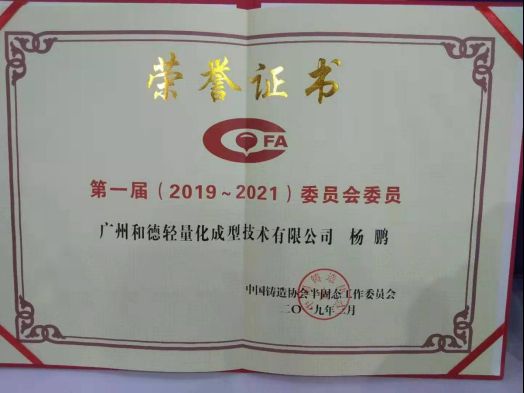 荣誉证书
CFA
第一届（2019～2021）委员会委员
广州和德轻量化成型技术有限公司 杨鹏
中国铸造协会半固态工作委员会
二〇一九年三月